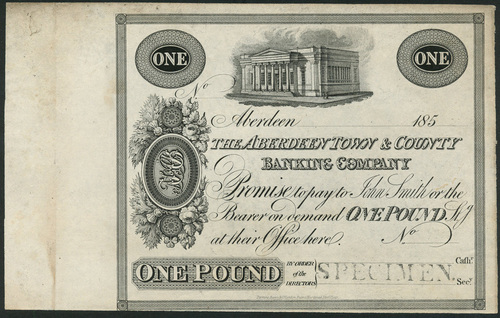 ONE
ONE
No
Aberdeen 185
THE ABERDEEN TOWN & COUNTY
BANKING COMPANY
Promise to pay to John Smith or the
Bearer on demand ONE POUND Stg
at their Office here. No
ONE POUND
BY ORDER
of the
DIRECTORS
SPECIMEN.
Cashr.
Secy.